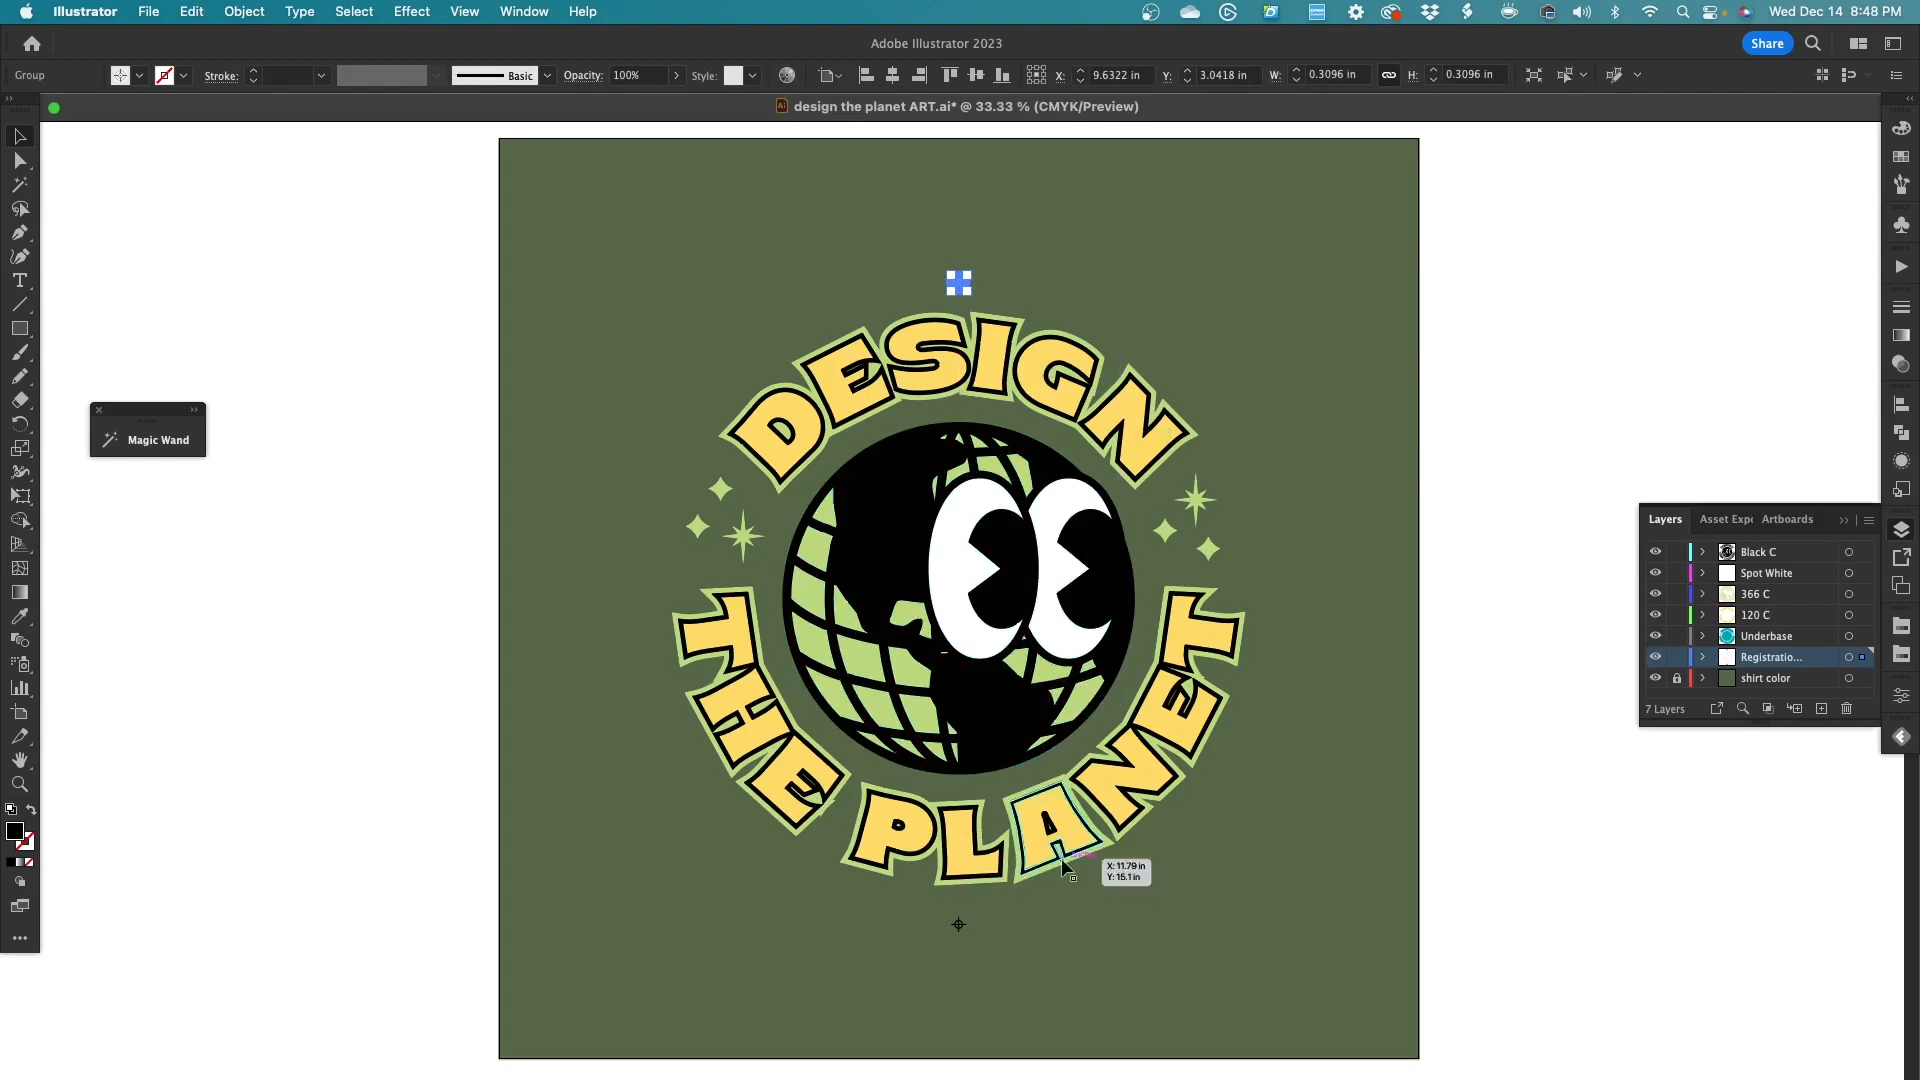 Illustrator File Edit Object Type Select Effect View Window Help Wed Dec 14 8:48 PM
Adobe Illustrator 2023 Share
Group Stroke: Basic Opacity: 100% Style: X: 9.6322 in Y: 3.0418 in W: 0.3096 in H: 0.3096 in
design the planet ART.ai* @ 33.33 % (CMYK/Preview)
DESIGN
THE PLANET
Magic Wand
X: 11.79 in
Y: 15.1 in
Layers Asset Expo Artboards
Black C
Spot White
366 C
120 C
Underbase
Registratio...
shirt color
7 Layers